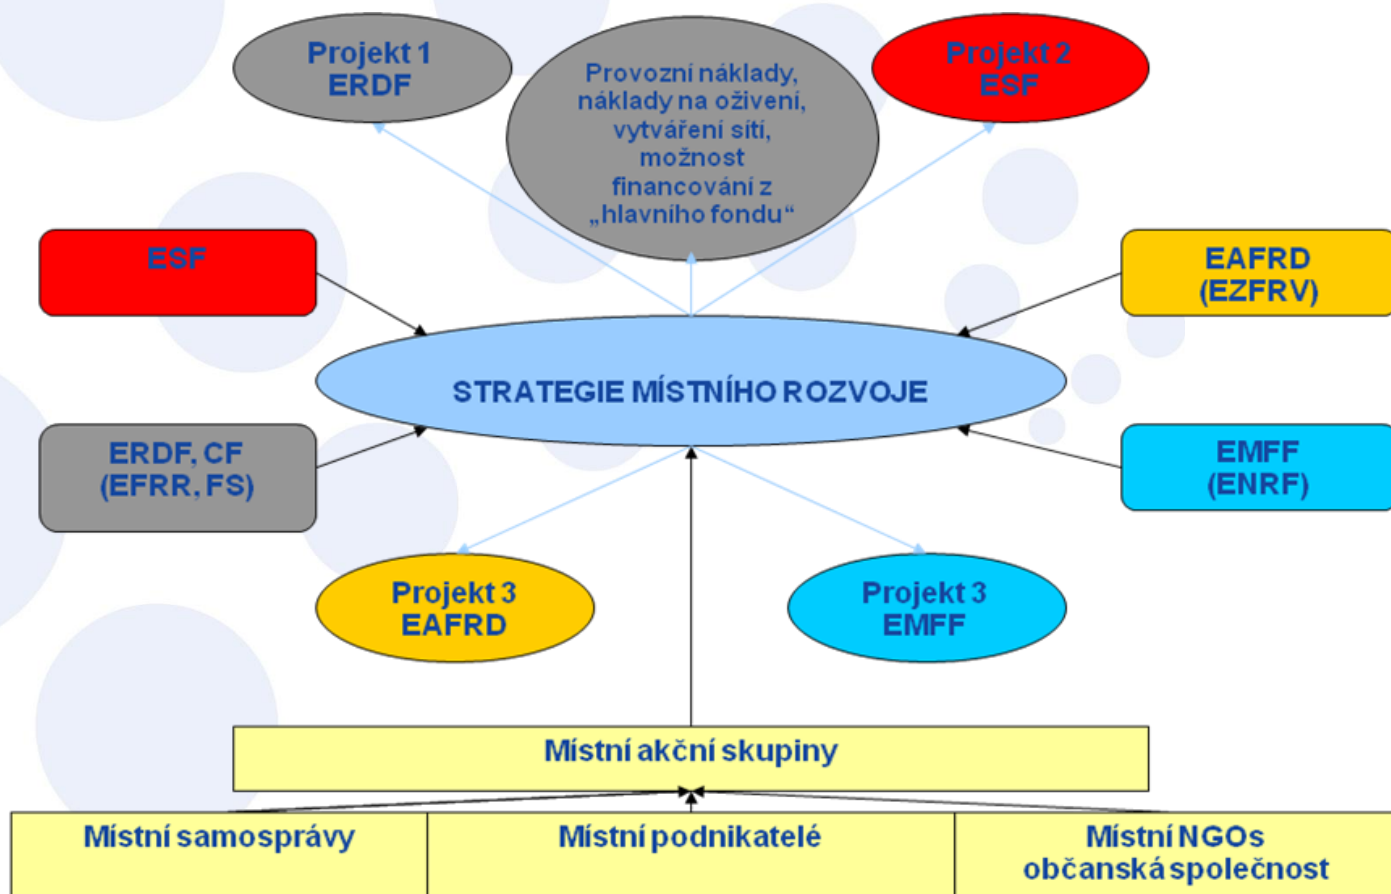 Projekt 1
ERDF
Provozní náklady,
náklady na oživení,
vytváření sítí,
možnost
financování z
„hlavního fondu“
Projekt 2
ESF
ESF
EAFRD
(EZFRV)
STRATEGIE MÍSTNÍHO ROZVOJE
ERDF, CF
(EFRR, FS)
EMFF
(ENRF)
Projekt 3
EAFRD
Projekt 3
EMFF
Místní akční skupiny
Místní samosprávy
Místní podnikatelé
Místní NGOs
občanská společnost